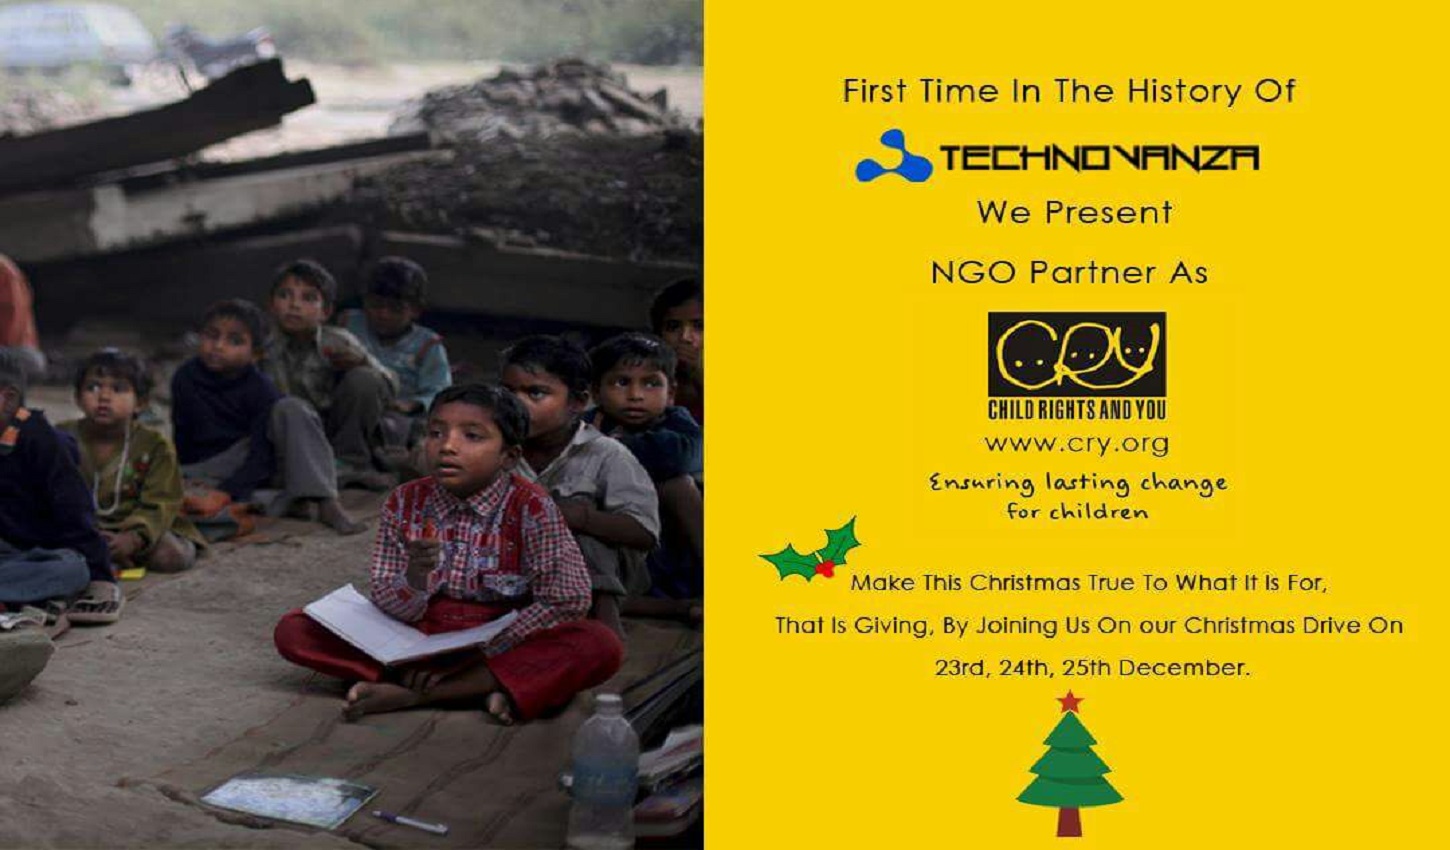 First Time In The History Of
TECHNOVANZA
We Present
NGO Partner As
CRY
CHILD RIGHTS AND YOU
www.cry.org
Ensuring lasting change
for children
Make This Christmas True To What It Is For,
That Is Giving, By Joining Us On our Christmas Drive On
23rd, 24th, 25th December.